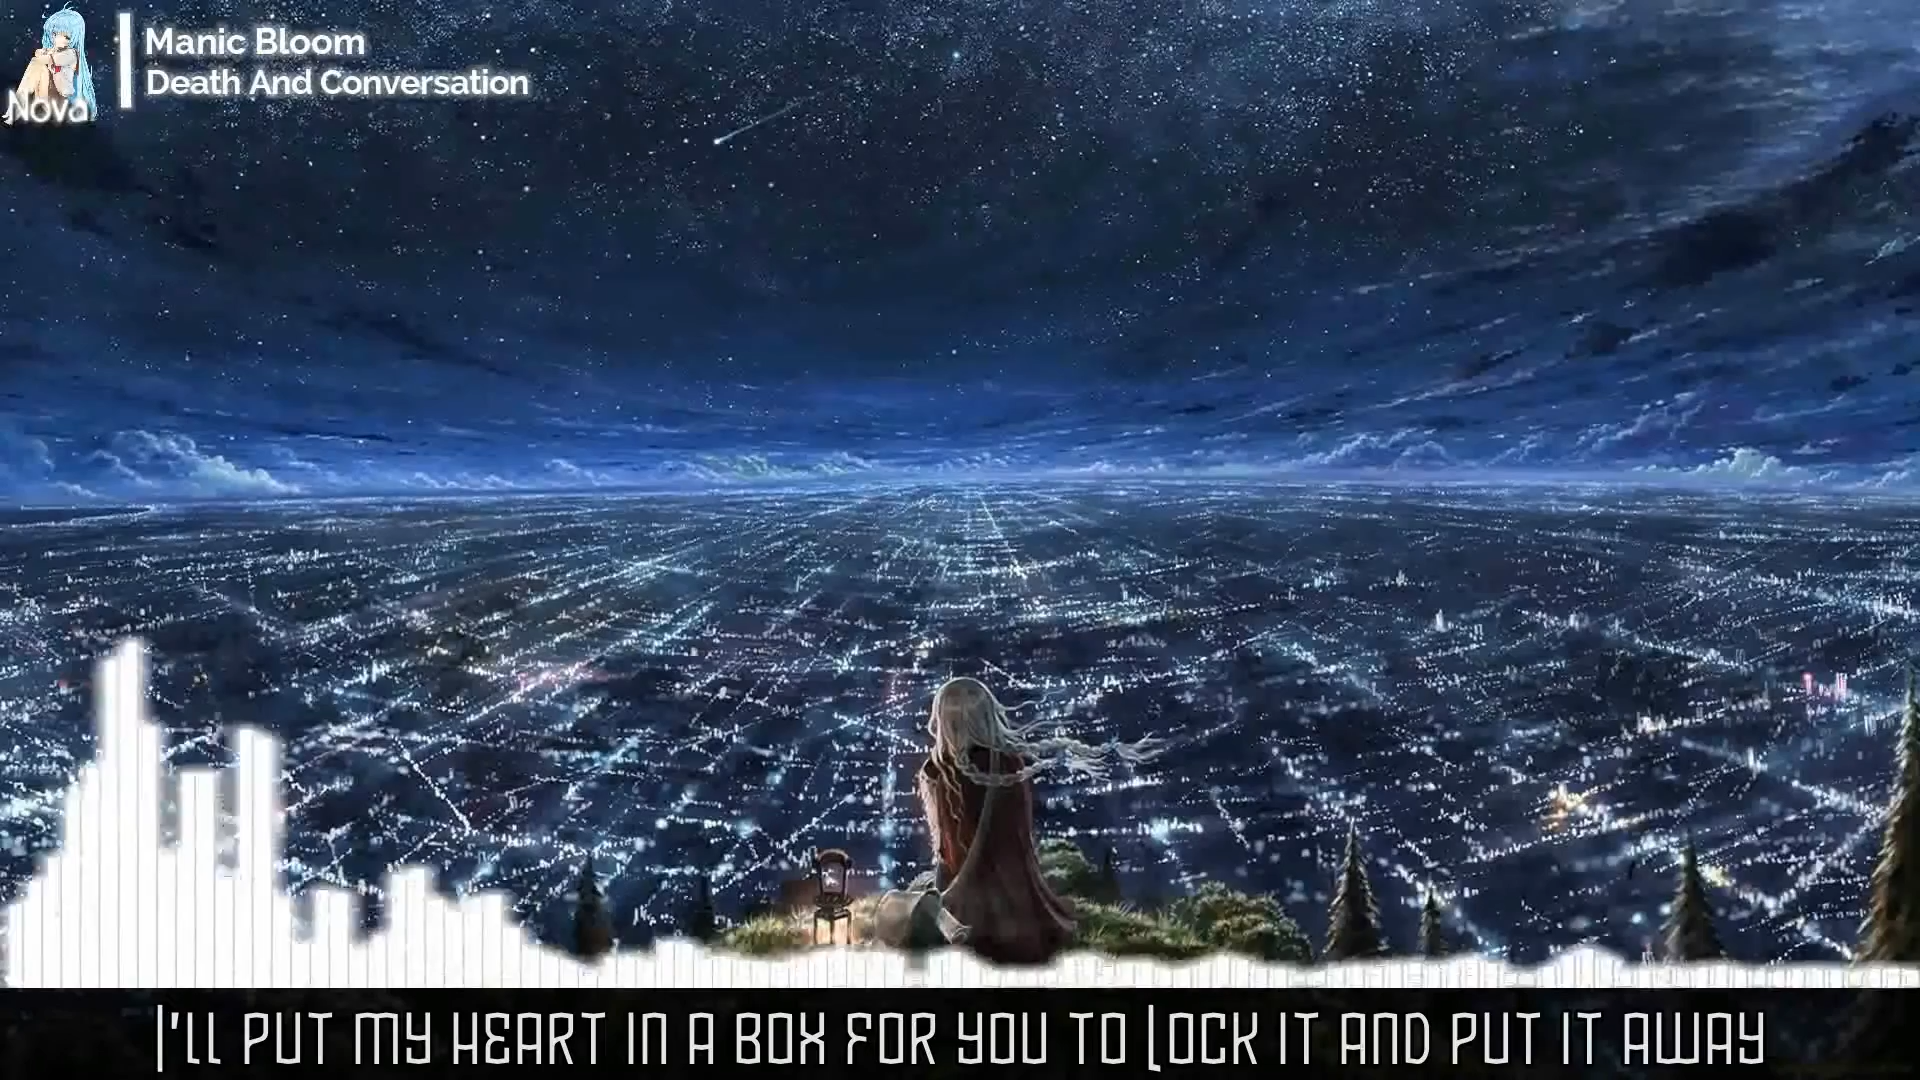 Manic Bloom
Death And Conversation
Nova
I'LL PUT MY HEART IN A BOX FOR YOU TO LOCK IT AND PUT IT AWAY